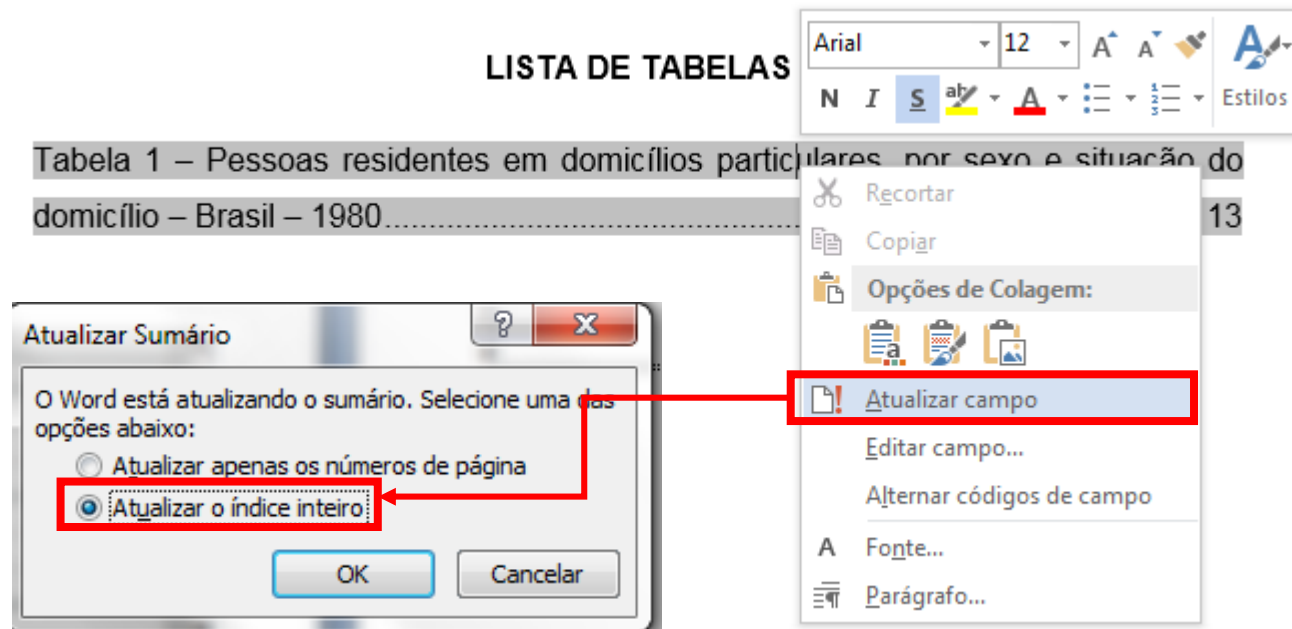 LISTA DE TABELAS
Arial 12 A A
N I S ab A Estilos
Tabela 1 – Pessoas residentes em domicílios particulares, por sexo e situação do
domicílio – Brasil – 1980........................................... 13
Recortar
Copiar
Opções de Colagem:
a
Atualizar campo
Editar campo...
Alternar códigos de campo
A Fonte...
Parágrafo...
Atualizar Sumário
O Word está atualizando o sumário. Selecione uma das
opções abaixo:
Atualizar apenas os números de página
Atualizar o índice inteiro
OK Cancelar